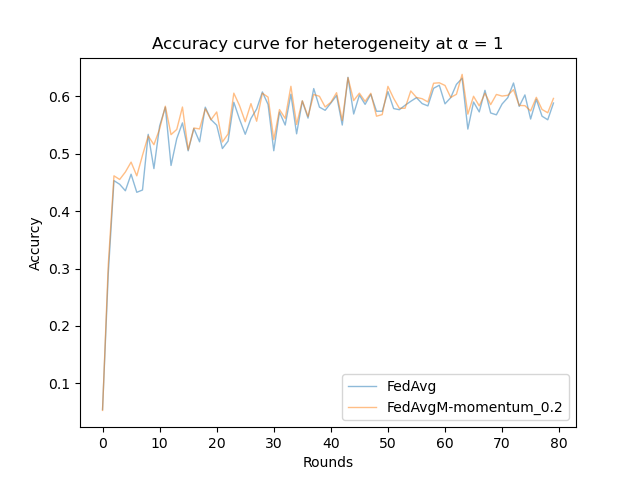 Accuracy curve for heterogeneity at α = 1
0.6
0.5
0.4
0.3
0.2
0.1
Accurcy
FedAvg
FedAvgM-momentum_0.2
0 10 20 30 40 50 60 70 80
Rounds